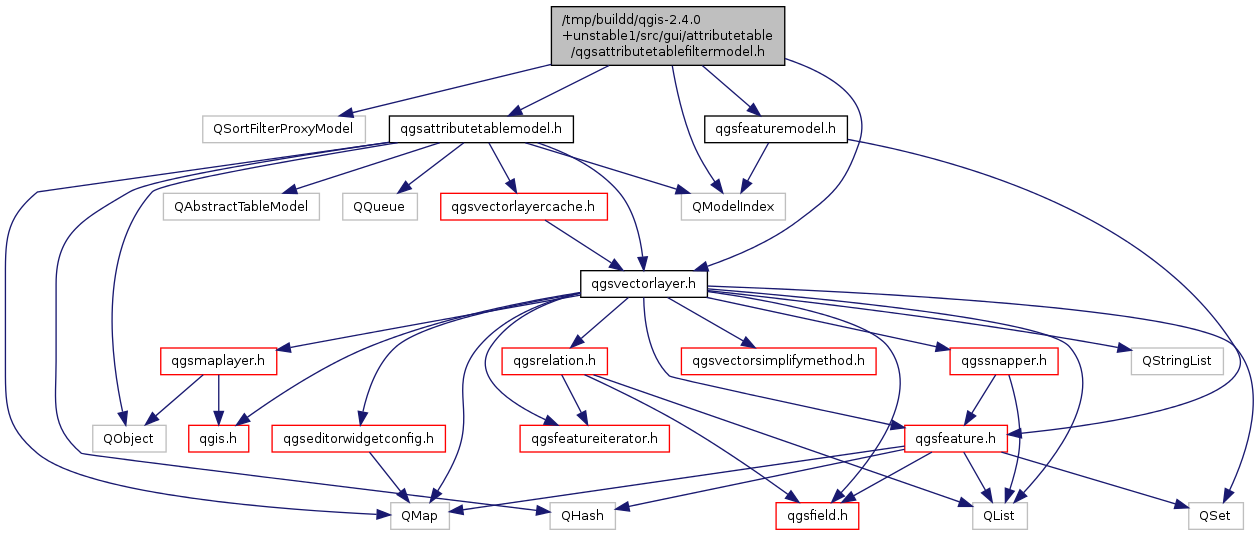 /tmp/buildd/qgis-2.4.0
+unstable1/src/gui/attributetable
/qgsattributetablefiltermodel.h
QSortFilterProxyModel
qgsattributetablemodel.h
qgsfeaturemodel.h
QAbstractTableModel
QQueue
qgsvectorlayercache.h
QModelIndex
qgsvectorlayer.h
qgsmaplayer.h
qgsrelation.h
qgsvectorsimplifymethod.h
qgssnapper.h
QStringList
QObject
qgis.h
qgseditorwidgetconfig.h
qgsfeatureiterator.h
qgsfeature.h
QMap
QHash
qgsfield.h
QList
QSet